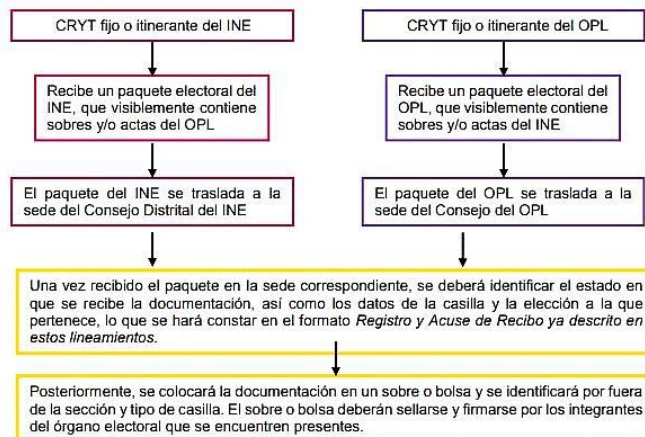 CRYT fijo o itinerante del INE
CRYT fijo o itinerante del OPL
Recibe un paquete electoral del
INE, que visiblemente contiene
sobres y/o actas del OPL
Recibe un paquete electoral del
OPL, que visiblemente contiene
sobres y/o actas del INE
El paquete del INE se traslada a la
sede del Consejo Distrital del INE
El paquete del OPL se traslada a la
sede del Consejo del OPL
Una vez recibido el paquete en la sede correspondiente, se deberá identificar el estado en
que se recibe la documentación, así como los datos de la casilla y la elección a la que
pertenece, lo que se hará constar en el formato Registro y Acuse de Recibo ya descrito en
estos lineamientos.
Posteriormente, se colocará la documentación en un sobre o bolsa y se identificará por fuera
de la sección y tipo de casilla. El sobre o bolsa deberán sellarse y firmarse por los integrantes
del órgano electoral que se encuentren presentes.